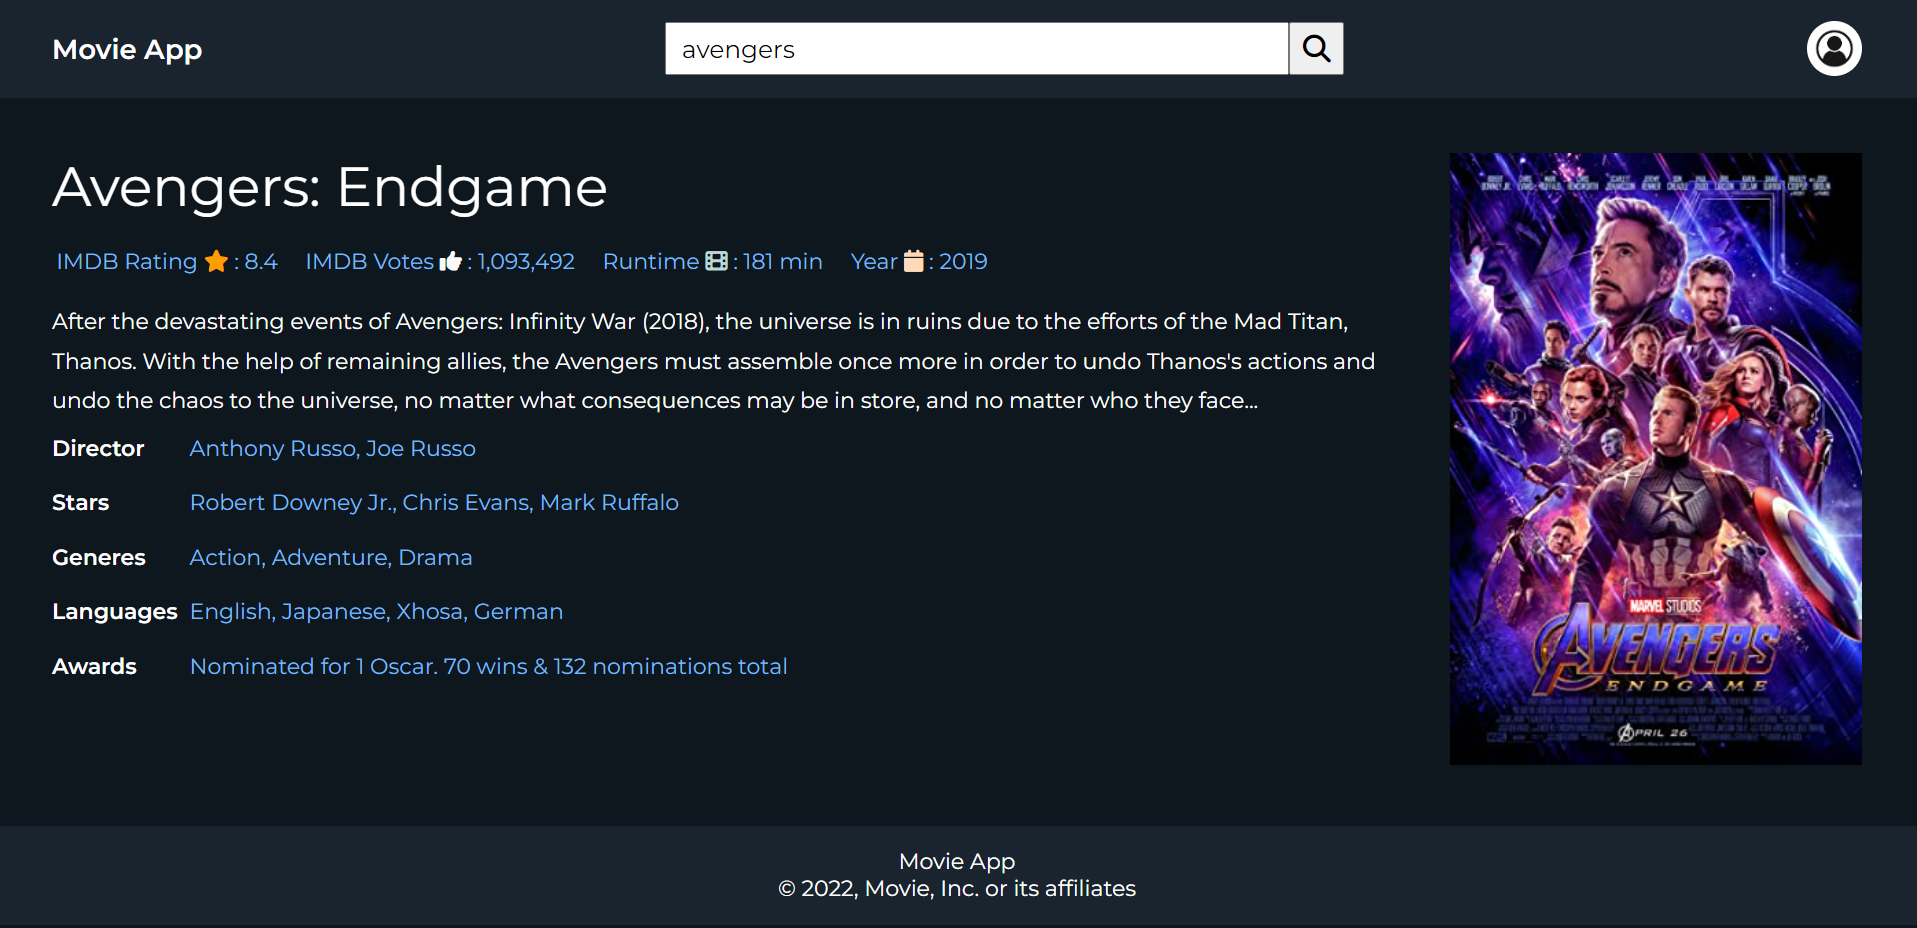 Movie App
avengers
Avengers: Endgame
IMDB Rating : 8.4 IMDB Votes : 1,093,492 Runtime : 181 min Year : 2019
After the devastating events of Avengers: Infinity War (2018), the universe is in ruins due to the efforts of the Mad Titan,
Thanos. With the help of remaining allies, the Avengers must assemble once more in order to undo Thanos's actions and
undo the chaos to the universe, no matter what consequences may be in store, and no matter who they face...
Director Anthony Russo, Joe Russo
Stars Robert Downey Jr., Chris Evans, Mark Ruffalo
Generes Action, Adventure, Drama
Languages English, Japanese, Xhosa, German
Awards Nominated for 1 Oscar. 70 wins & 132 nominations total
MARVEL STUDIOS
AVENGERS
ENDGAME
APRIL 26
Movie App
© 2022, Movie, Inc. or its affiliates